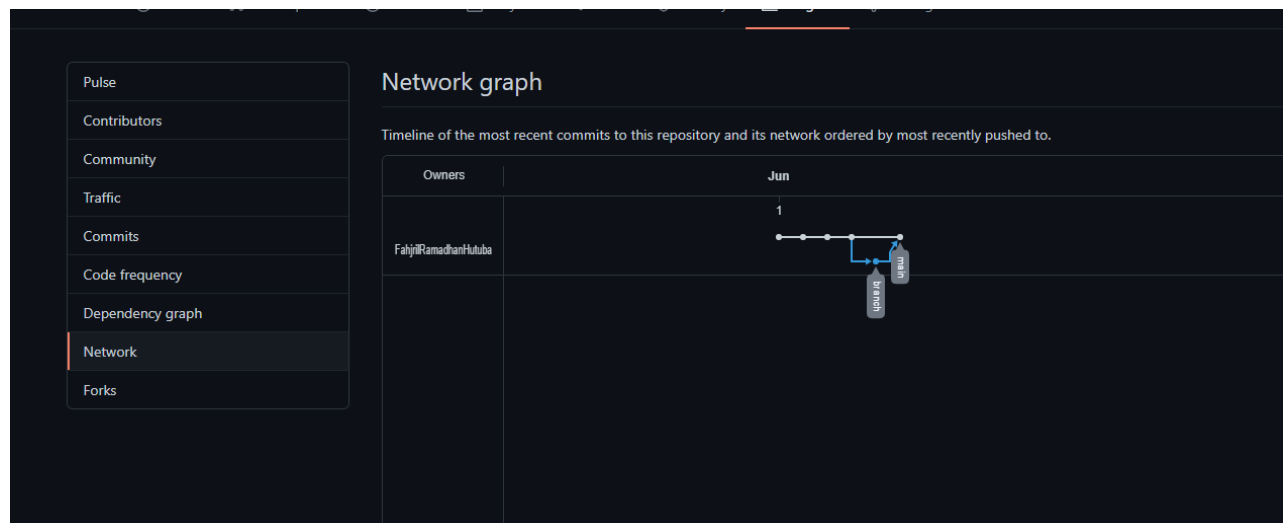 Pulse
Contributors
Community
Traffic
Commits
Code frequency
Dependency graph
Network
Forks
Network graph
Timeline of the most recent commits to this repository and its network ordered by most recently pushed to.
Owners
Jun
1
FahjrilRamadhanHutuba
main
branch